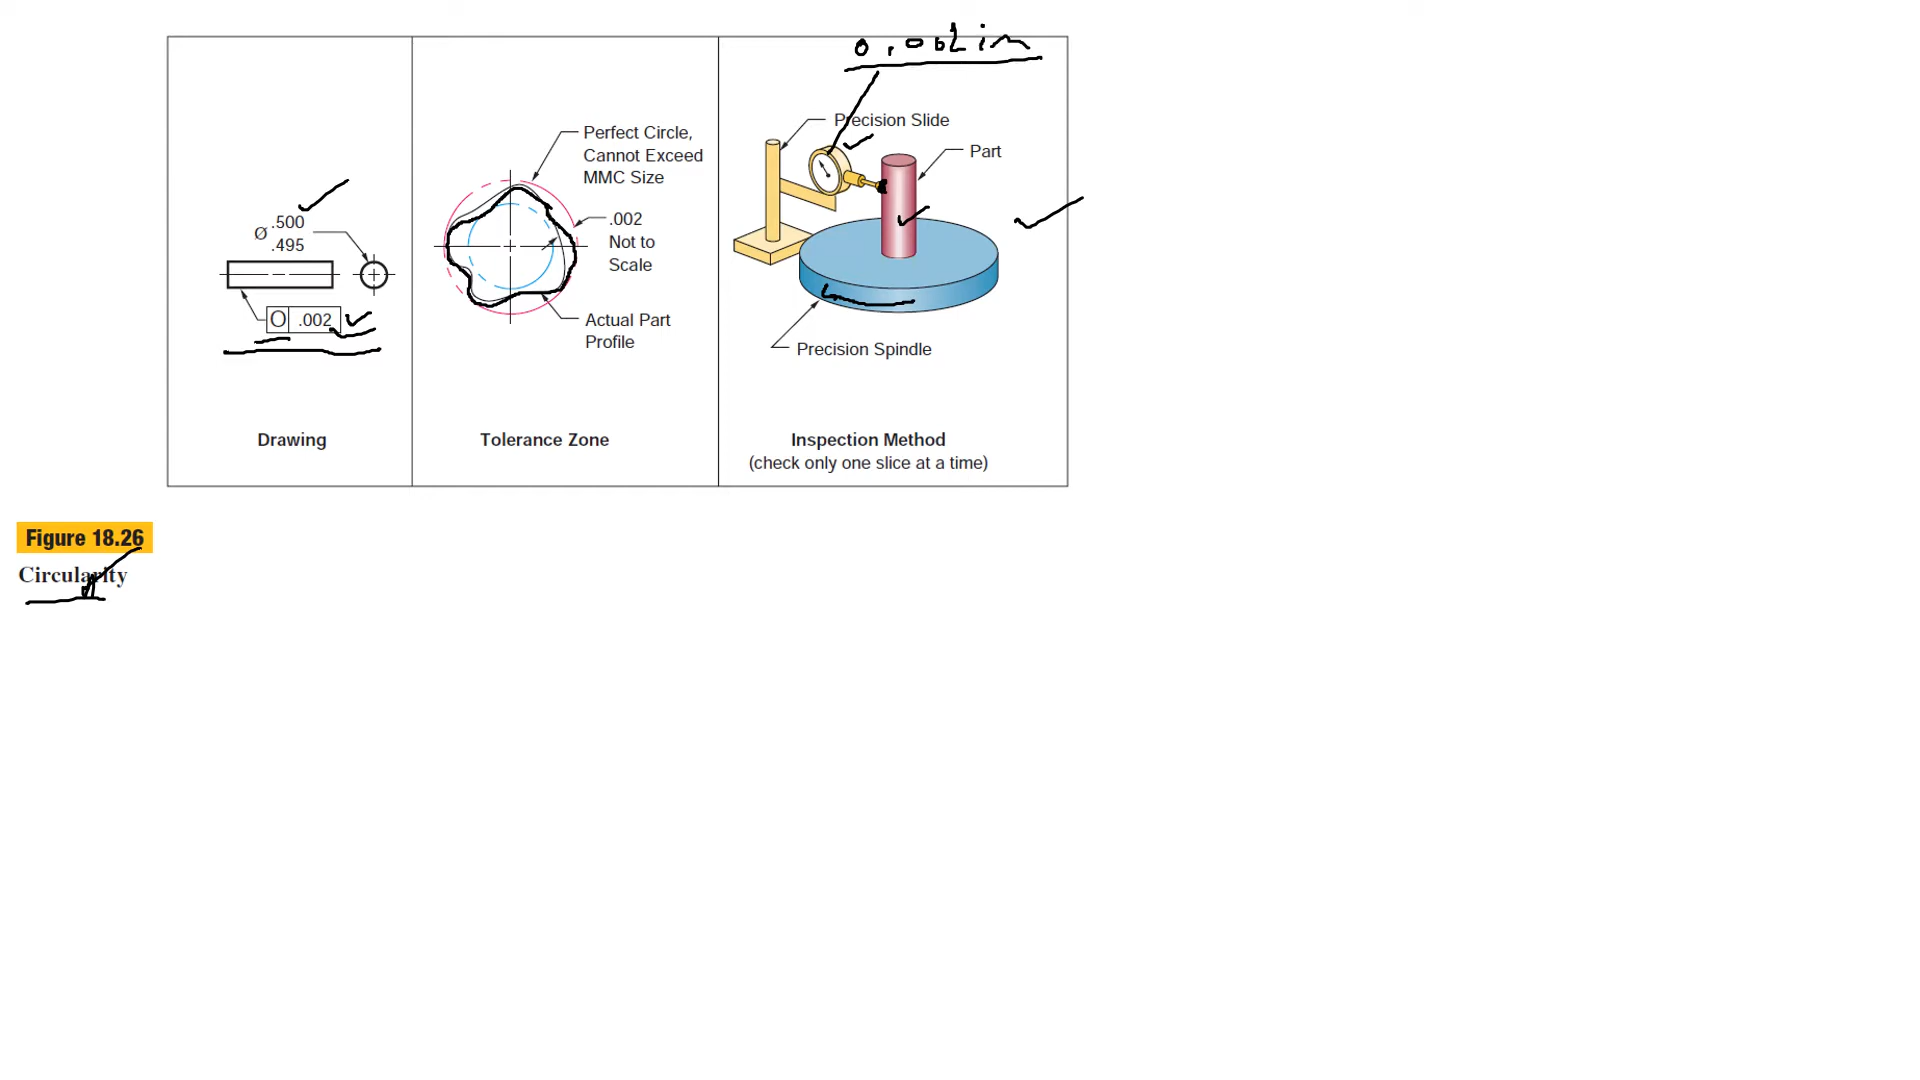 0.002 in
Ø .500
.495
O .002
Drawing
Perfect Circle,
Cannot Exceed
MMC Size
.002
Not to
Scale
Actual Part
Profile
Tolerance Zone
Precision Slide
Part
Precision Spindle
Inspection Method
(check only one slice at a time)
Figure 18.26
Circularity